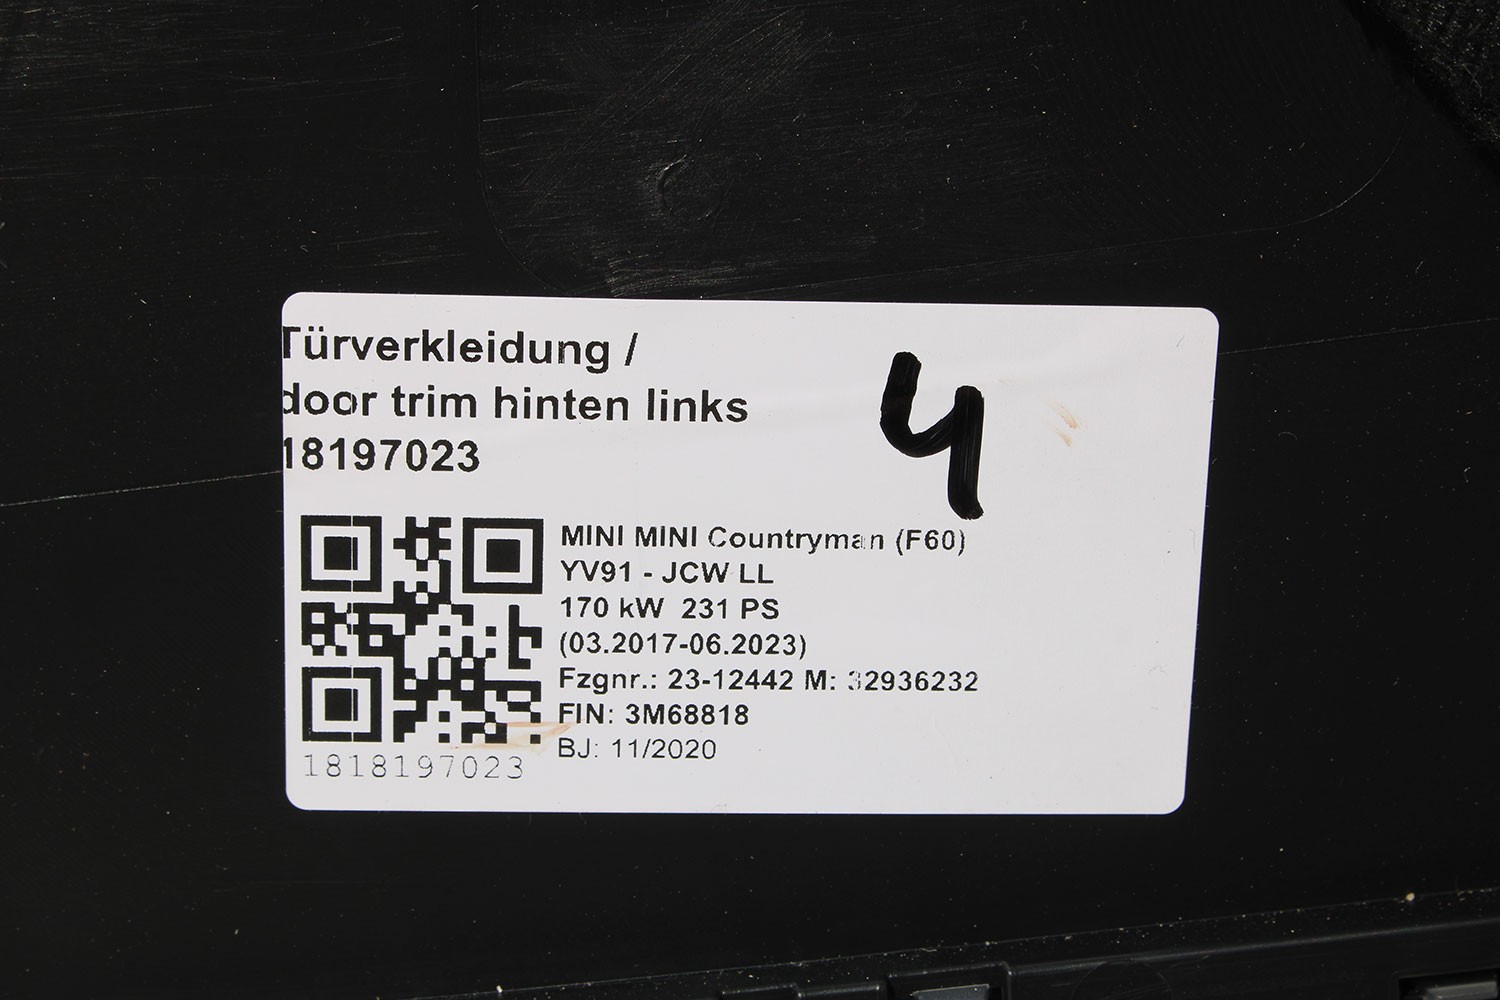 Türverkleidung /
door trim hinten links
18197023
4
MINI MINI Countryman (F60)
YV91 - JCW LL
170 kW 231 PS
(03.2017-06.2023)
Fzgnr.: 23-12442 M: 32936232
FIN: 3M68818
BJ: 11/2020
1818197023